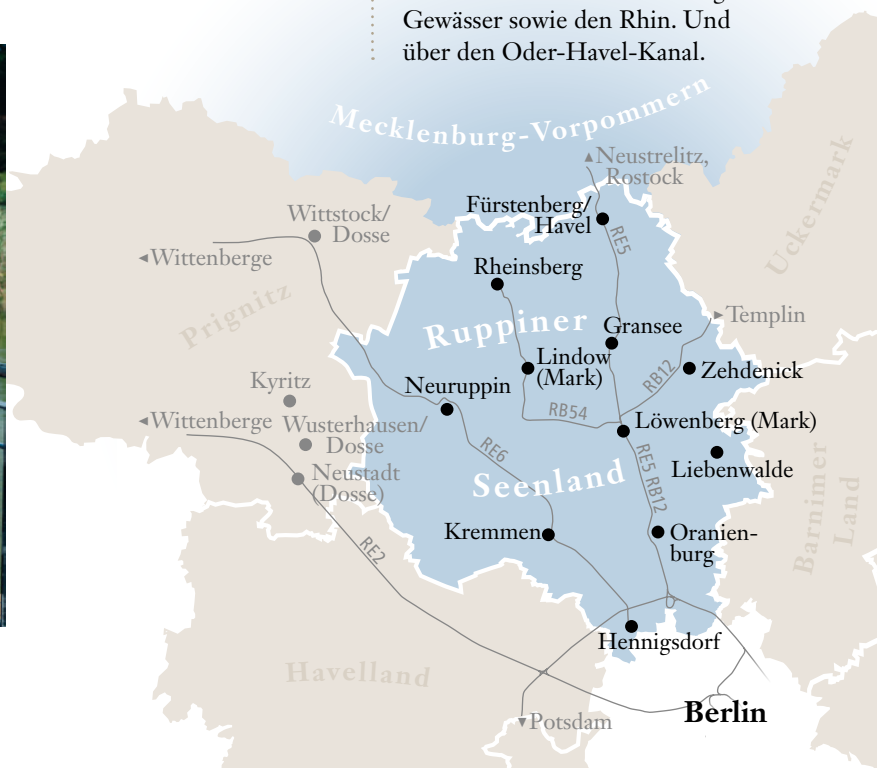 Gewässer sowie den Rhin. Und
über den Oder-Havel-Kanal.
Mecklenburg-Vorpommern
Neustrelitz,
Rostock
Uckermark
Fürstenberg/
Havel
Wittstock/
Dosse
RE5
Wittenberge
Rheinsberg
Prignitz
Templin
Ruppiner
Gransee
Lindow
(Mark)
Zehdenick
RB12
Kyritz
Neuruppin
RB54
Wittenberge
Wusterhausen/
Dosse
Löwenberg (Mark)
RE6
Neustadt
(Dosse)
Seenland
RE5 RB12
Liebenwalde
Barnimer
Land
Kremmen
Oranien-
burg
RE2
Hennigsdorf
Havelland
Berlin
Potsdam